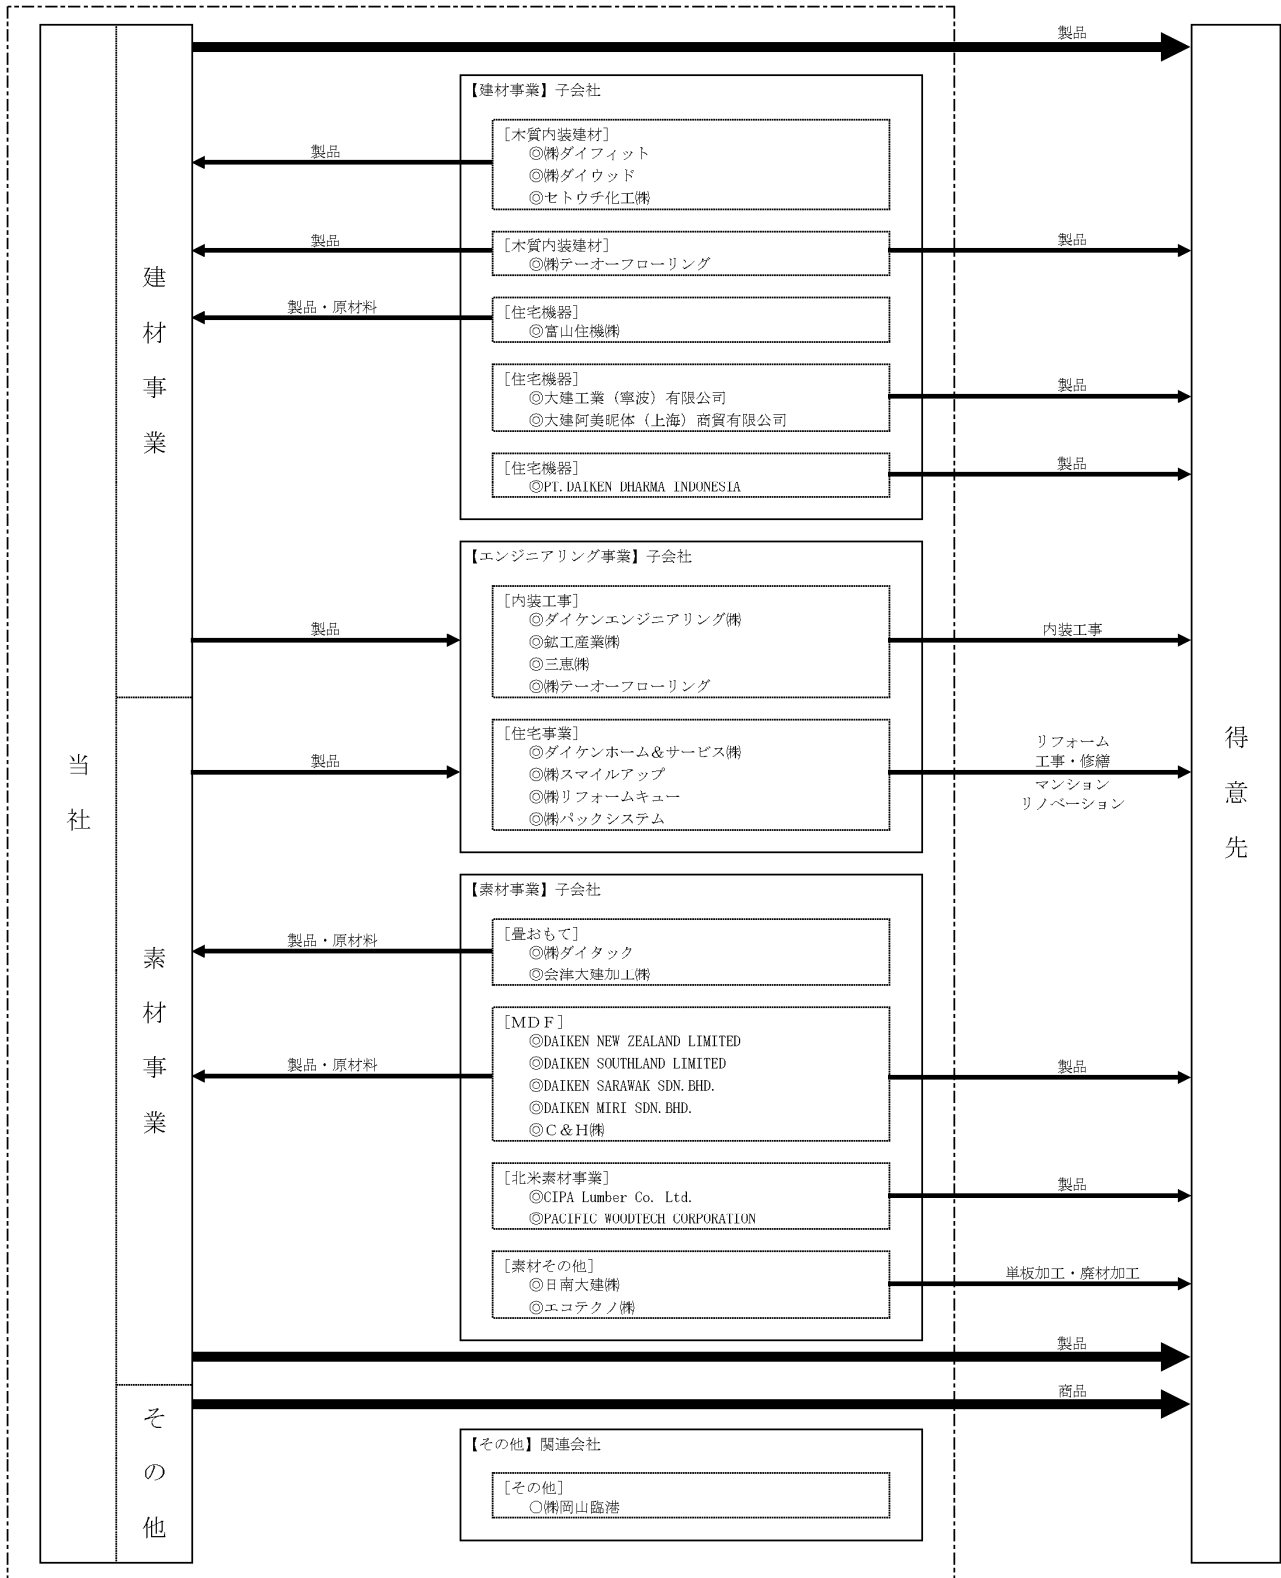 製品
【建材事業】子会社
[木質内装建材]
◎㈱ダイフィット
◎㈱ダイウッド
◎セトウチ化工㈱
製品
[木質内装建材]
◎㈱テーオーフローリング
製品
製品
[住宅機器]
◎富山住機㈱
製品・原材料
[住宅機器]
◎大建工業（寧波）有限公司
◎大建阿美昵体（上海）商貿有限公司
製品
[住宅機器]
◎PT.DAIKEN DHARMA INDONESIA
製品
建材事業
【エンジニアリング事業】子会社
[内装工事]
◎ダイケンエンジニアリング㈱
◎鉱工産業㈱
◎三恵㈱
◎㈱テーオーフローリング
製品
内装工事
[住宅事業]
◎ダイケンホーム＆サービス㈱
◎㈱スマイルアップ
◎㈱リフォームキュー
◎㈱パックシステム
製品
リフォーム
工事・修繕
マンション
リノベーション
当社
得意先
【素材事業】子会社
[畳おもて]
◎㈱ダイタック
◎会津大建加工㈱
製品・原材料
[ＭＤＦ]
◎DAIKEN NEW ZEALAND LIMITED
◎DAIKEN SOUTHLAND LIMITED
◎DAIKEN SARAWAK SDN.BHD.
◎DAIKEN MIRI SDN.BHD.
◎Ｃ＆Ｈ㈱
製品・原材料
製品
素材事業
[北米素材事業]
◎CIPA Lumber Co. Ltd.
◎PACIFIC WOODTECH CORPORATION
製品
[素材その他]
◎日南大建㈱
◎エコテクノ㈱
単板加工・廃材加工
製品
商品
その他
【その他】関連会社
[その他]
○㈱岡山臨港